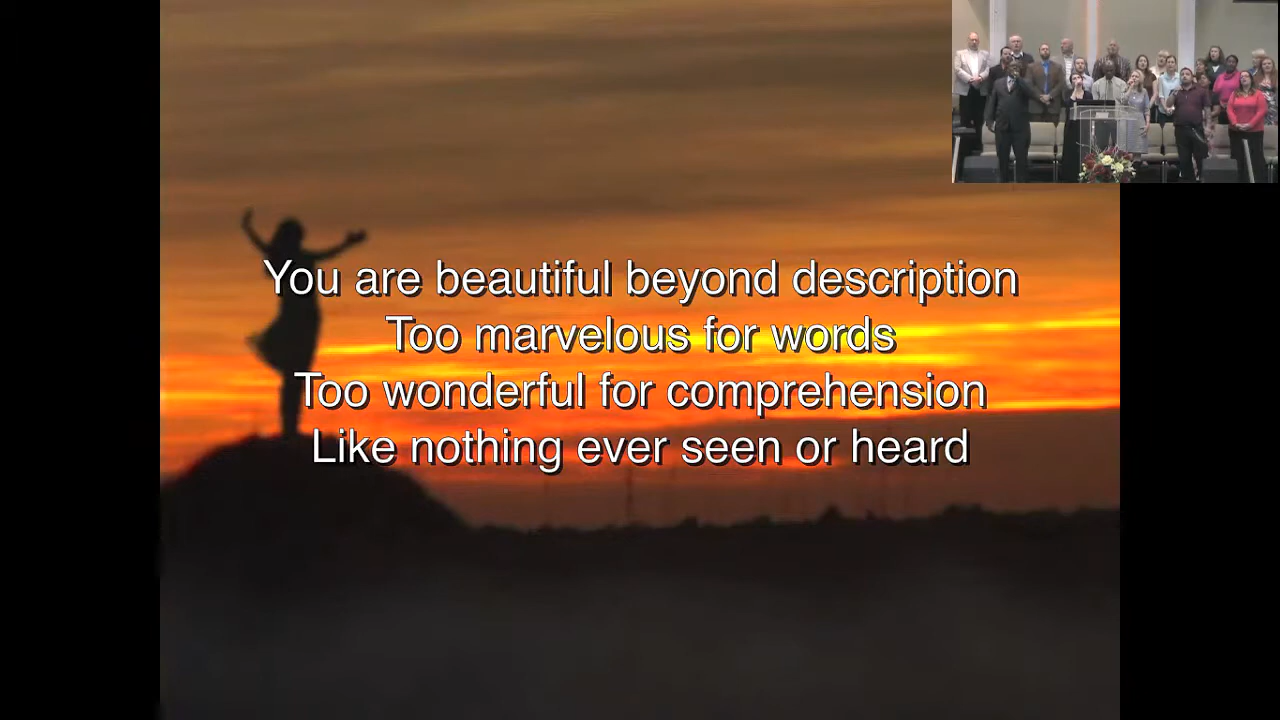 You are beautiful beyond description
Too marvelous for words
Too wonderful for comprehension
Like nothing ever seen or heard